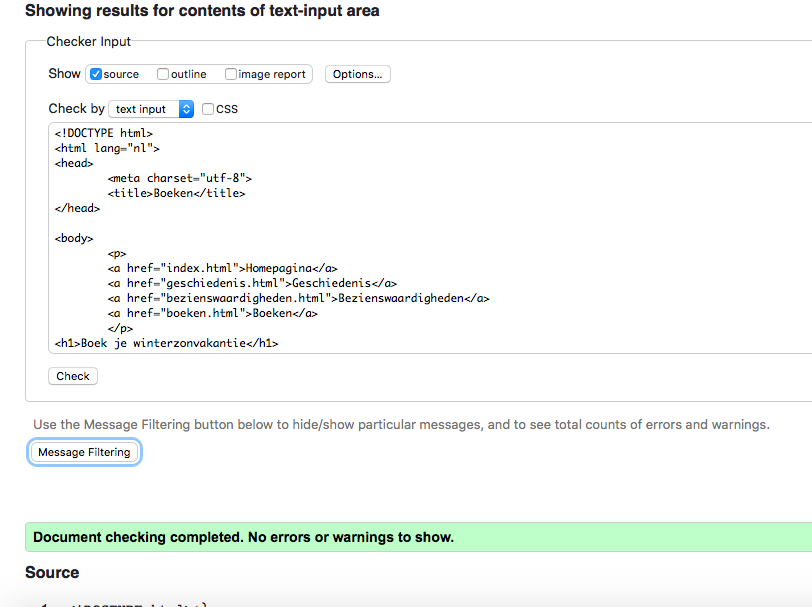 Showing results for contents of text-input area
Checker Input
Show source outline image report Options...
Check by text input CSS
<!DOCTYPE html>
<html lang="nl">
<head>
<meta charset="utf-8">
<title>Boeken</title>
</head>
<body>
<p>
<a href="index.html">Homepagina</a>
<a href="geschiedenis.html">Geschiedenis</a>
<a href="bezienswaardigheden.html">Bezienswaardigheden</a>
<a href="boeken.html">Boeken</a>
</p>
<h1>Boek je winterzonvakantie</h1>
Check
Use the Message Filtering button below to hide/show particular messages, and to see total counts of errors and warnings.
Message Filtering
Document checking completed. No errors or warnings to show.
Source